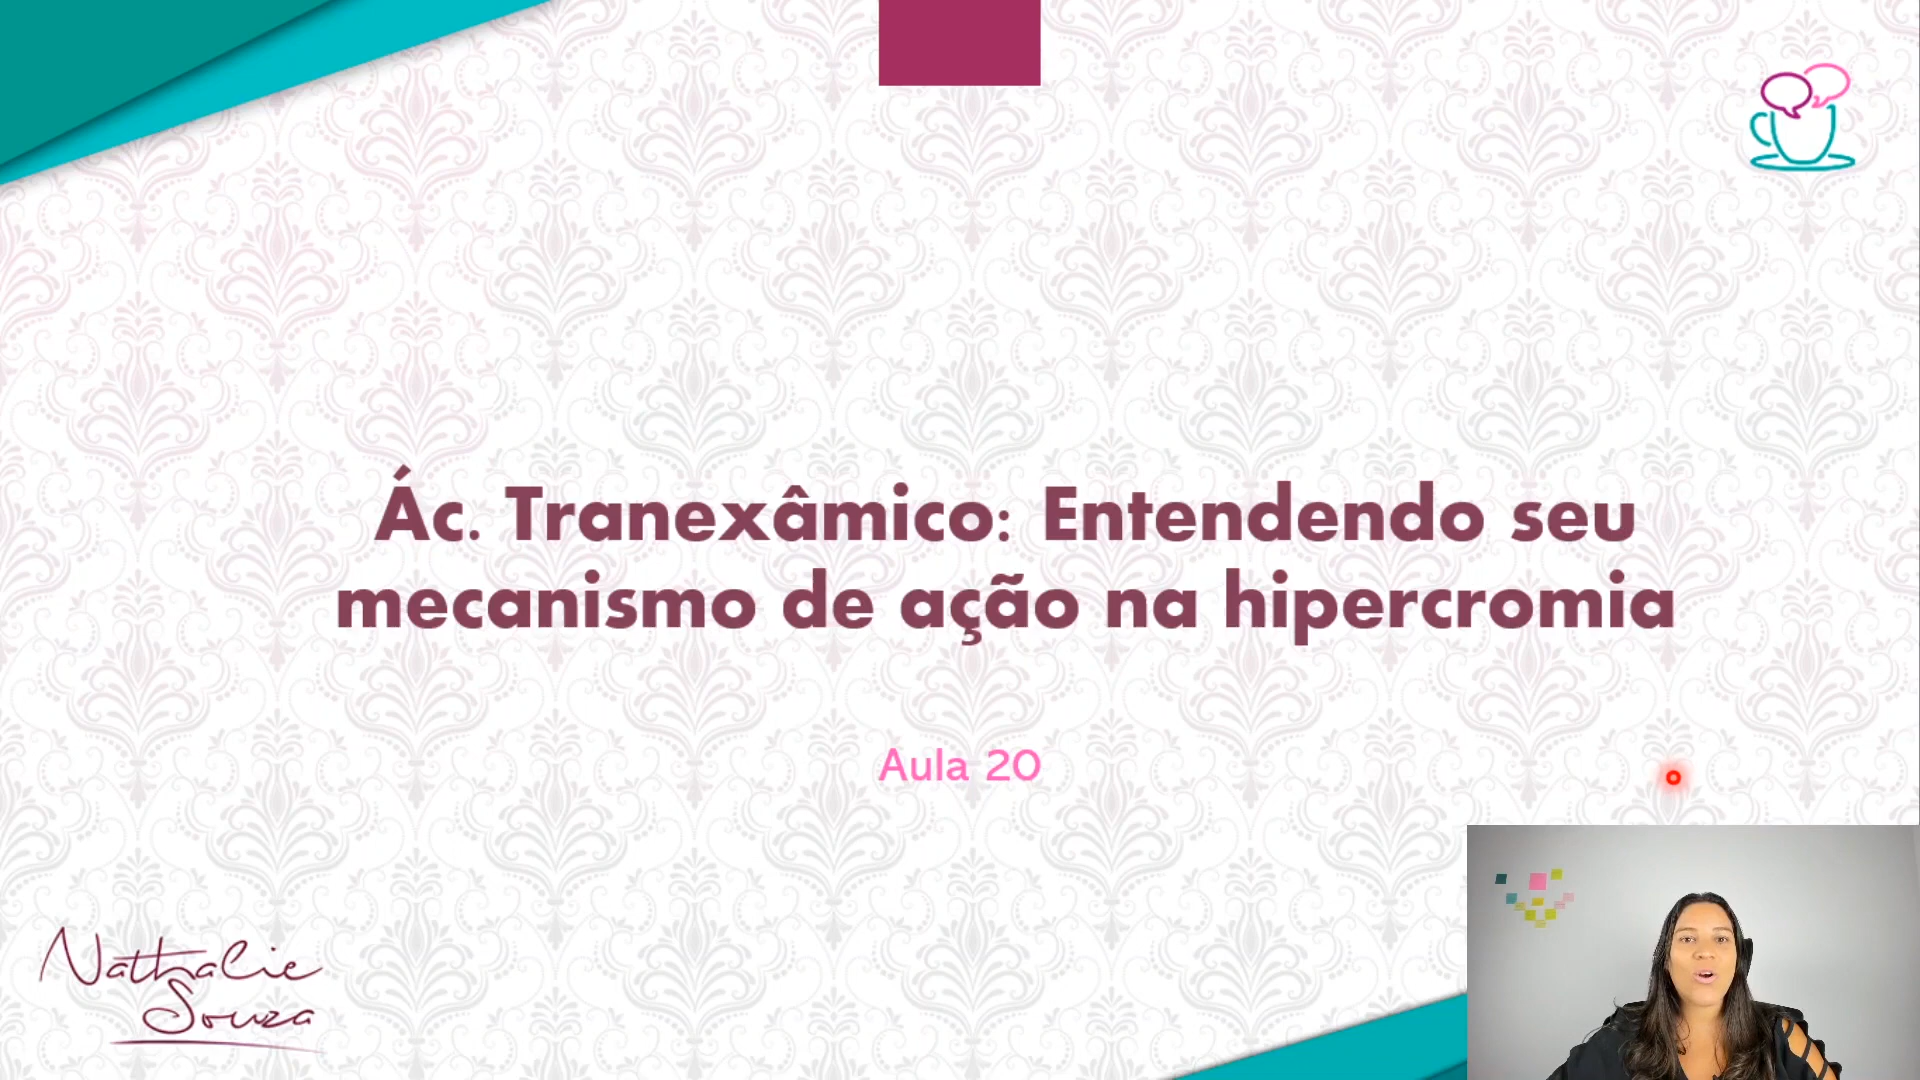 Ác. Tranexâmico: Entendendo seu
mecanismo de ação na hipercromia
Aula 20
Nathalie
Souza